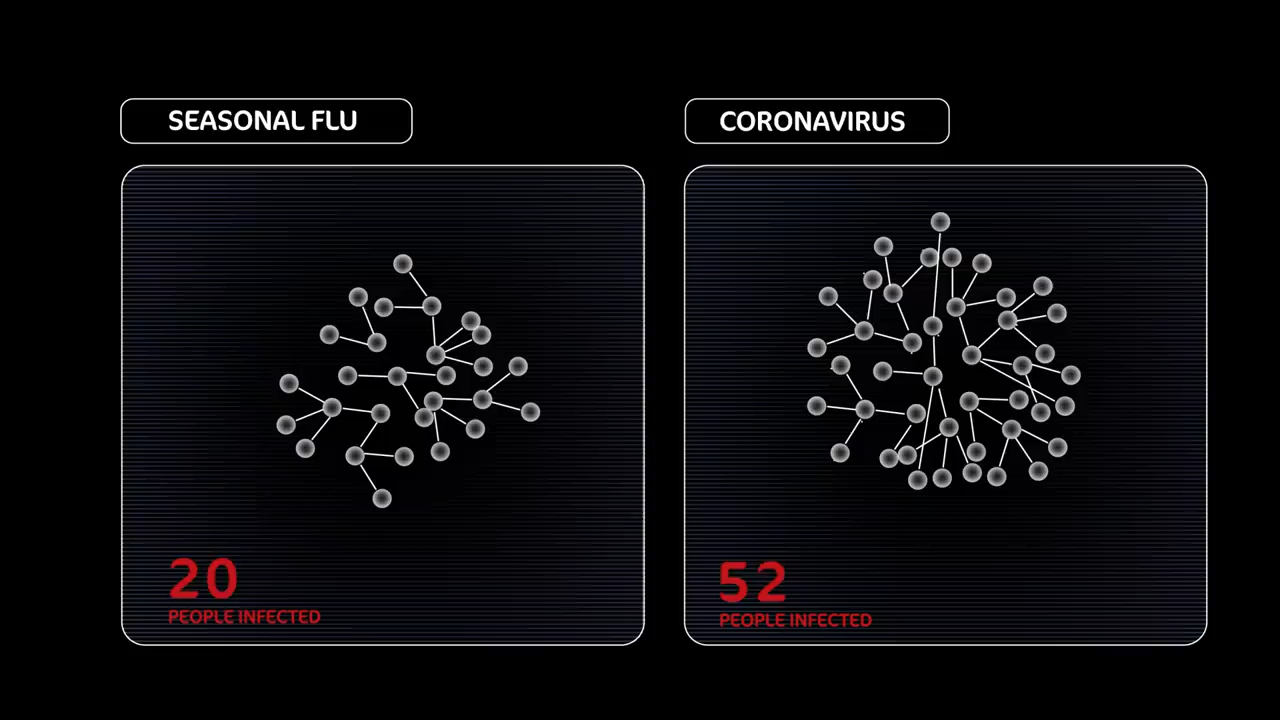 SEASONAL FLU
20
PEOPLE INFECTED
CORONAVIRUS
52
PEOPLE INFECTED